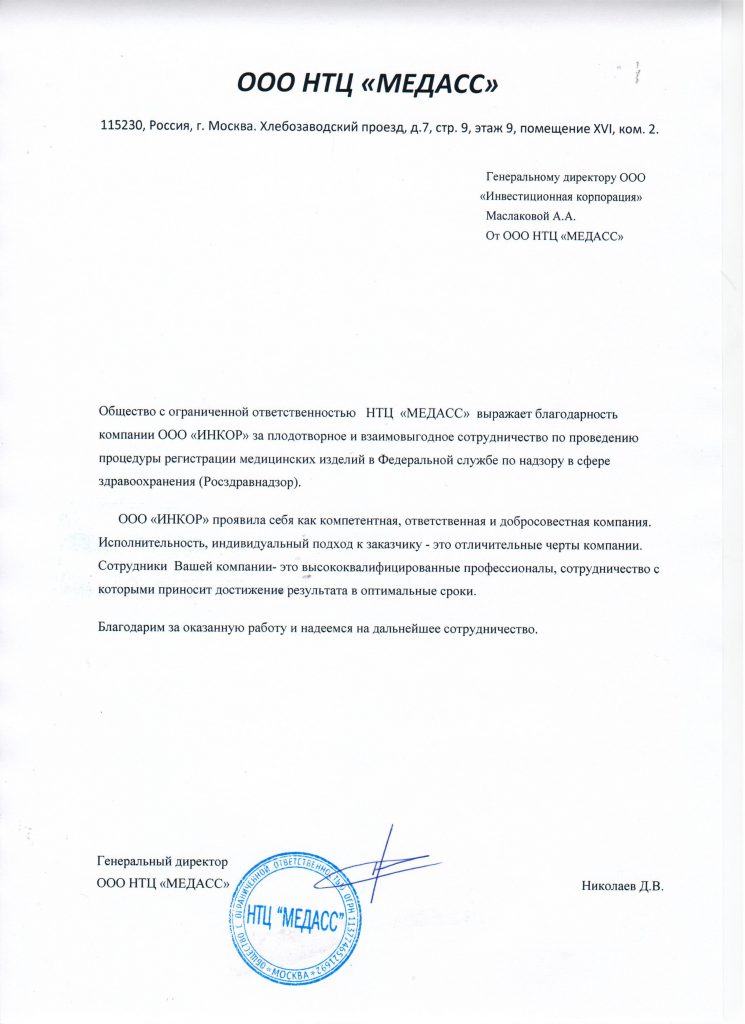 ООО НТЦ «МЕДАСС»
115230, Россия, г. Москва. Хлебозаводский проезд, д.7, стр. 9, этаж 9, помещение XVI, ком. 2.
Генеральному директору ООО
«Инвестиционная корпорация»
Маслаковой А.А.
От ООО НТЦ «МЕДАСС»
Общество с ограниченной ответственностью НТЦ «МЕДАСС» выражает благодарность
компании ООО «ИНКОР» за плодотворное и взаимовыгодное сотрудничество по проведению
процедуры регистрации медицинских изделий в Федеральной службе по надзору в сфере
здравоохранения (Росздравнадзор).
ООО «ИНКОР» проявила себя как компетентная, ответственная и добросовестная компания.
Исполнительность, индивидуальный подход к заказчику - это отличительные черты компании.
Сотрудники Вашей компании- это высококвалифицированные профессионалы, сотрудничество с
которыми приносит достижение результата в оптимальные сроки.
Благодарим за оказанную работу и надеемся на дальнейшее сотрудничество.
Генеральный директор
ООО НТЦ «МЕДАСС»
Николаев Д.В.
ОБЩЕСТВО С ОГРАНИЧЕННОЙ ОТВЕТСТВЕННОСТЬЮ ОГРН 1137746521692
НТЦ "МЕДАСС"
«МОСКВА»